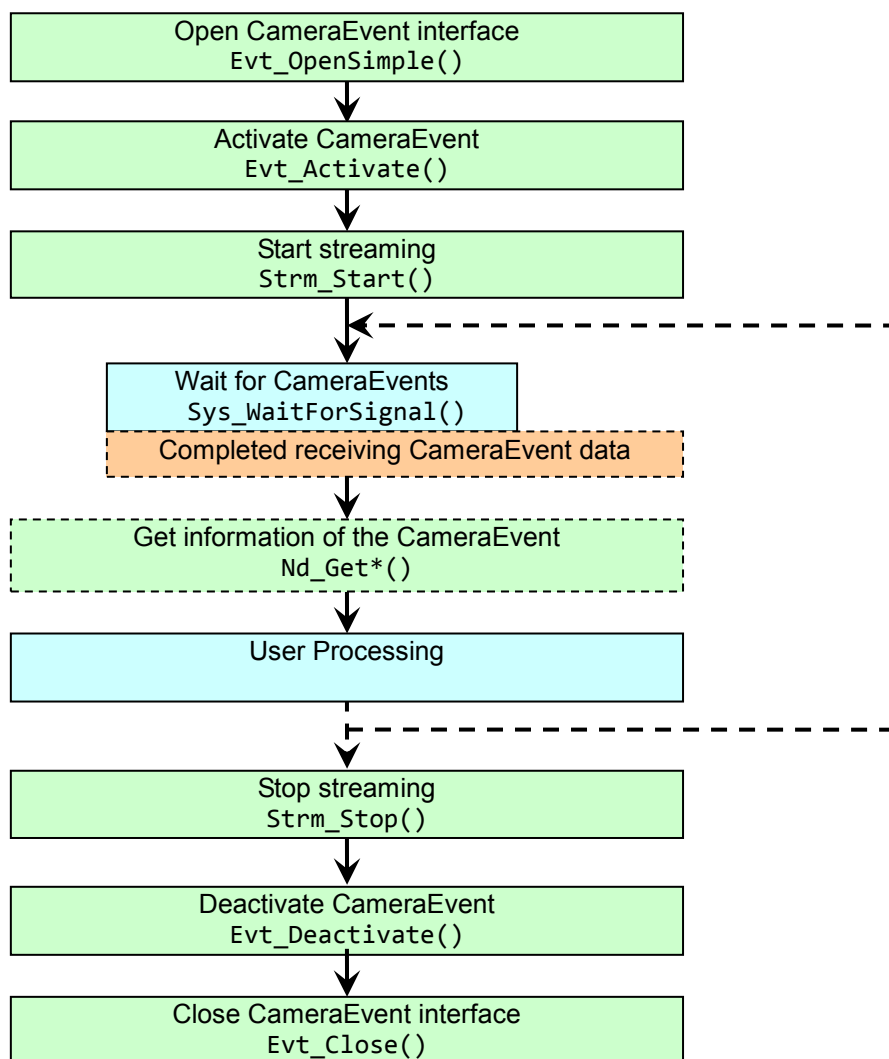 Open CameraEvent interface
Evt_OpenSimple()
Activate CameraEvent
Evt_Activate()
Start streaming
Strm_Start()
Wait for CameraEvents
Sys_WaitForSignal()
Completed receiving CameraEvent data
Get information of the CameraEvent
Nd_Get*()
User Processing
Stop streaming
Strm_Stop()
Deactivate CameraEvent
Evt_Deactivate()
Close CameraEvent interface
Evt_Close()